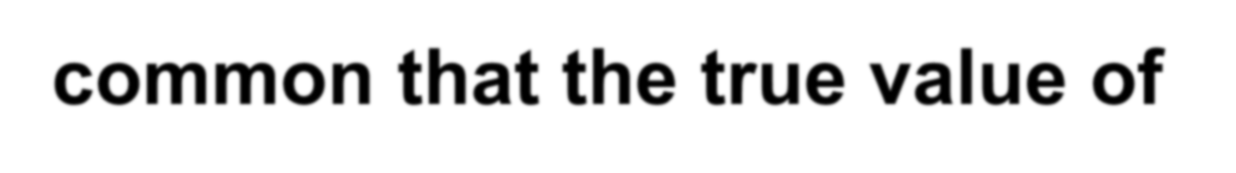 common that the true value of